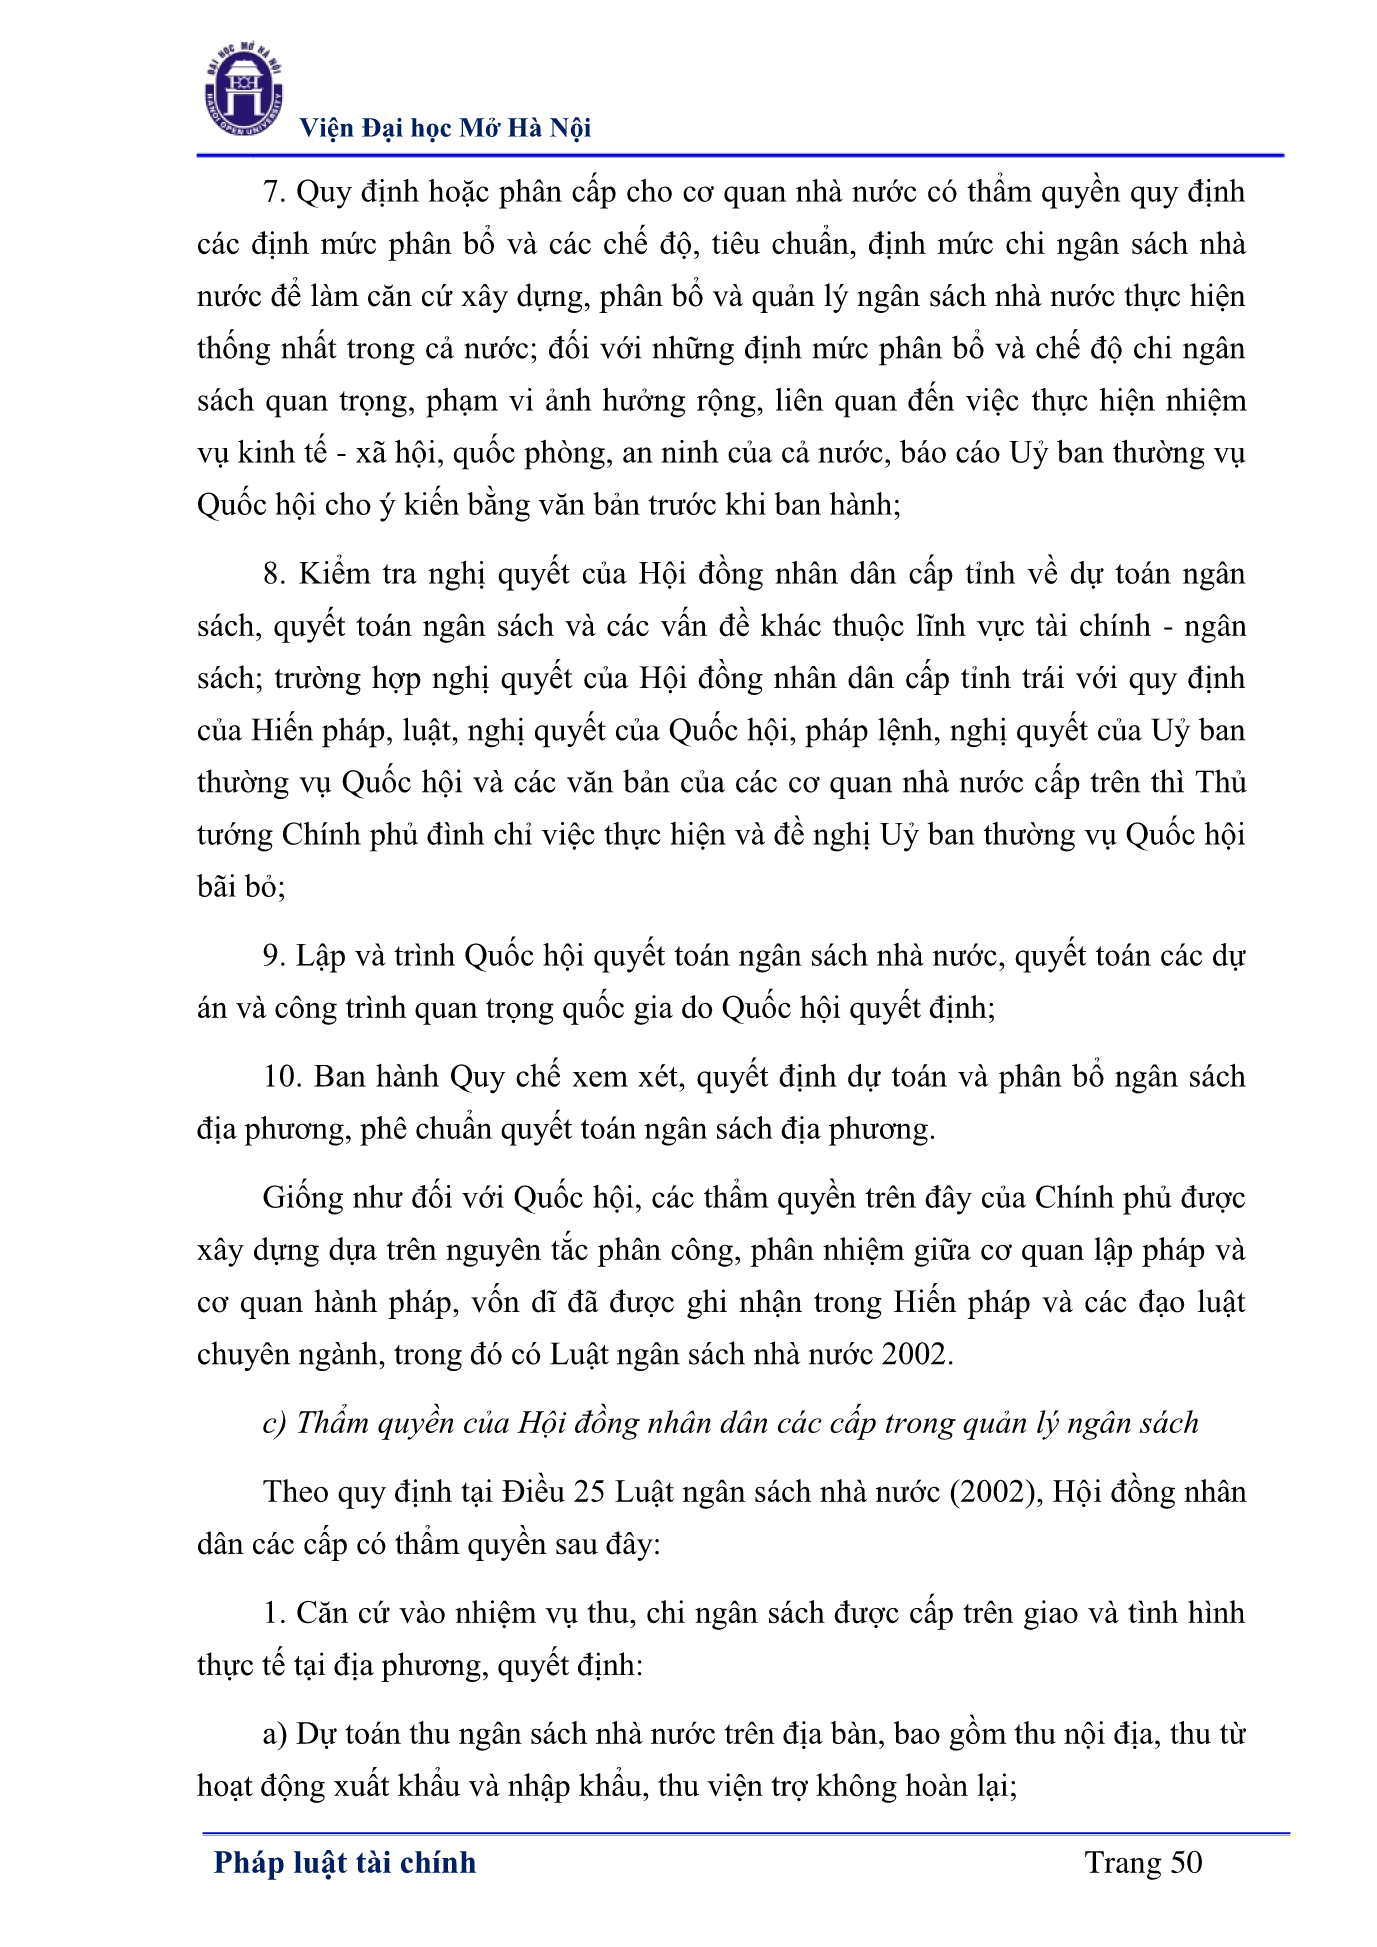 ĐẠI HỌC MỞ HÀ NỘI
HANOI OPEN UNIVERSITY
Viện Đại học Mở Hà Nội
7. Quy định hoặc phân cấp cho cơ quan nhà nước có thẩm quyền quy định
các định mức phân bổ và các chế độ, tiêu chuẩn, định mức chi ngân sách nhà
nước để làm căn cứ xây dựng, phân bổ và quản lý ngân sách nhà nước thực hiện
thống nhất trong cả nước; đối với những định mức phân bổ và chế độ chi ngân
sách quan trọng, phạm vi ảnh hưởng rộng, liên quan đến việc thực hiện nhiệm
vụ kinh tế - xã hội, quốc phòng, an ninh của cả nước, báo cáo Uỷ ban thường vụ
Quốc hội cho ý kiến bằng văn bản trước khi ban hành;
8. Kiểm tra nghị quyết của Hội đồng nhân dân cấp tỉnh về dự toán ngân
sách, quyết toán ngân sách và các vấn đề khác thuộc lĩnh vực tài chính - ngân
sách; trường hợp nghị quyết của Hội đồng nhân dân cấp tỉnh trái với quy định
của Hiến pháp, luật, nghị quyết của Quốc hội, pháp lệnh, nghị quyết của Uỷ ban
thường vụ Quốc hội và các văn bản của các cơ quan nhà nước cấp trên thì Thủ
tướng Chính phủ đình chỉ việc thực hiện và đề nghị Uỷ ban thường vụ Quốc hội
bãi bỏ;
9. Lập và trình Quốc hội quyết toán ngân sách nhà nước, quyết toán các dự
án và công trình quan trọng quốc gia do Quốc hội quyết định;
10. Ban hành Quy chế xem xét, quyết định dự toán và phân bổ ngân sách
địa phương, phê chuẩn quyết toán ngân sách địa phương.
Giống như đối với Quốc hội, các thẩm quyền trên đây của Chính phủ được
xây dựng dựa trên nguyên tắc phân công, phân nhiệm giữa cơ quan lập pháp và
cơ quan hành pháp, vốn dĩ đã được ghi nhận trong Hiến pháp và các đạo luật
chuyên ngành, trong đó có Luật ngân sách nhà nước 2002.
c) Thẩm quyền của Hội đồng nhân dân các cấp trong quản lý ngân sách
Theo quy định tại Điều 25 Luật ngân sách nhà nước (2002), Hội đồng nhân
dân các cấp có thẩm quyền sau đây:
1. Căn cứ vào nhiệm vụ thu, chi ngân sách được cấp trên giao và tình hình
thực tế tại địa phương, quyết định:
a) Dự toán thu ngân sách nhà nước trên địa bàn, bao gồm thu nội địa, thu từ
hoạt động xuất khẩu và nhập khẩu, thu viện trợ không hoàn lại;
Pháp luật tài chính
Trang 50